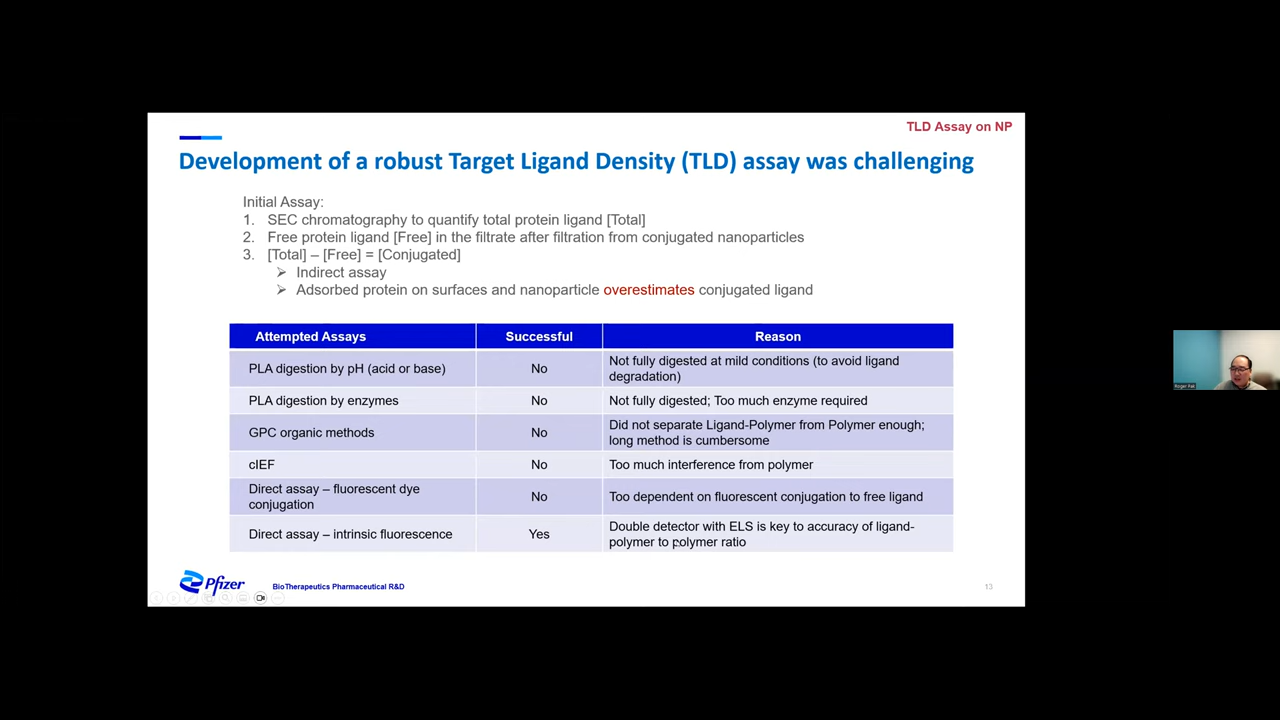 TLD Assay on NP
Development of a robust Target Ligand Density (TLD) assay was challenging
Initial Assay:
1. SEC chromatography to quantify total protein ligand [Total]
2. Free protein ligand [Free] in the filtrate after filtration from conjugated nanoparticles
3. [Total] – [Free] = [Conjugated]
➢ Indirect assay
➢ Adsorbed protein on surfaces and nanoparticle overestimates conjugated ligand
Attempted Assays Successful Reason
PLA digestion by pH (acid or base) No Not fully digested at mild conditions (to avoid ligand
degradation)
PLA digestion by enzymes No Not fully digested; Too much enzyme required
GPC organic methods No Did not separate Ligand-Polymer from Polymer enough;
long method is cumbersome
cIEF No Too much interference from polymer
Direct assay – fluorescent dye
conjugation No Too dependent on fluorescent conjugation to free ligand
Direct assay – intrinsic fluorescence Yes Double detector with ELS is key to accuracy of ligand-
polymer to polymer ratio
Pfizer
BioTherapeutics Pharmaceutical R&D
13